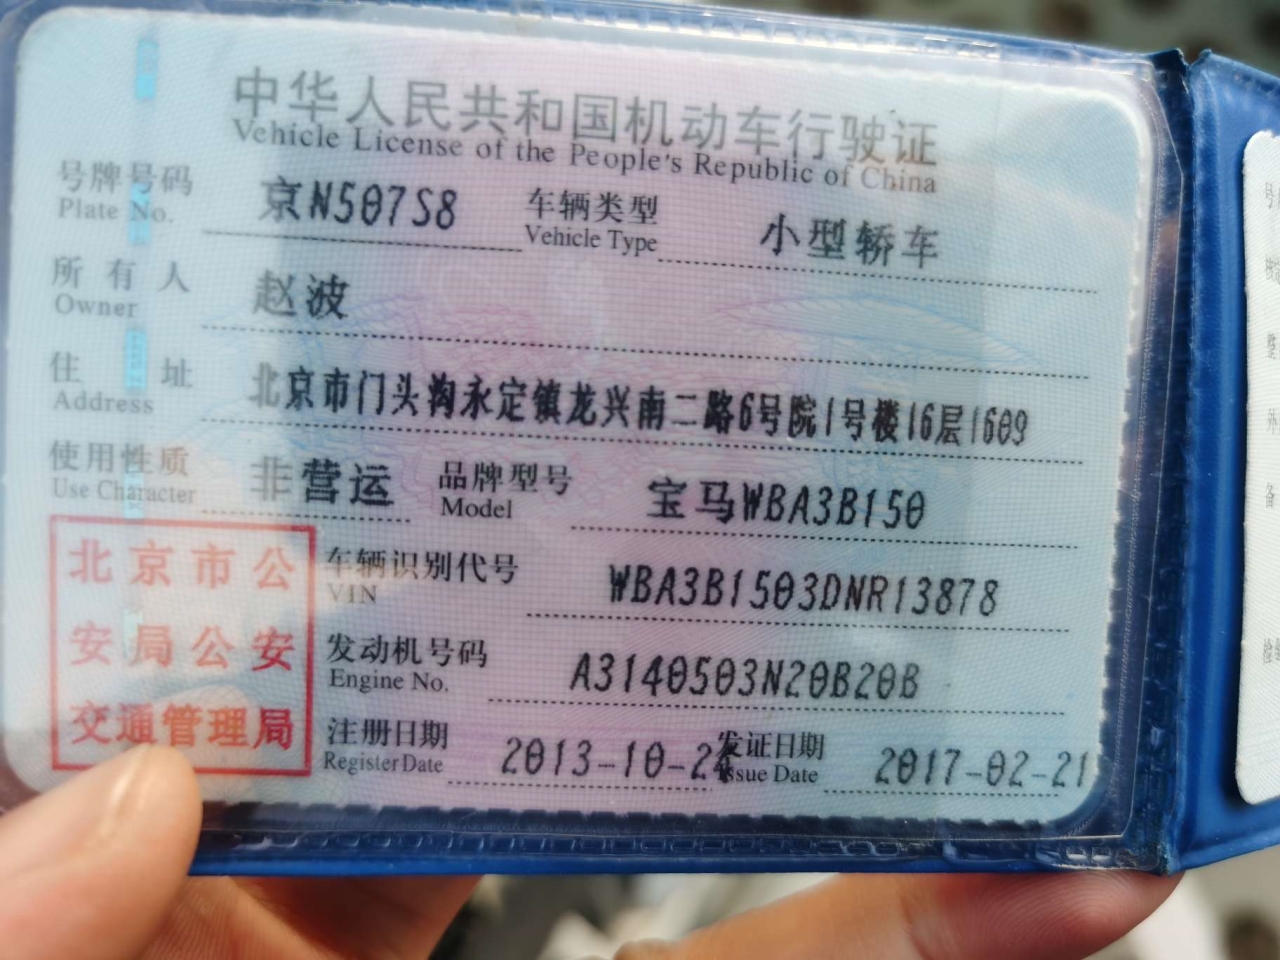 中华人民共和国机动车行驶证
Vehicle License of the People's Republic of China
号牌号码 京N507S8 车辆类型 小型轿车
Plate No. Vehicle Type
所有人 赵波
Owner
住址 北京市门头沟永定镇龙兴南二路6号院1号楼16层1609
Address
使用性质 非营运 品牌型号 宝马WBA3B150
Use Character Model
北京市公
安局公安
交通管理局
车辆识别代号 WBA3B1503DNR13878
VIN
发动机号码 A3140503N20B20B
Engine No.
注册日期 2013-10-24 发证日期 2017-02-21
Register Date Issue Date